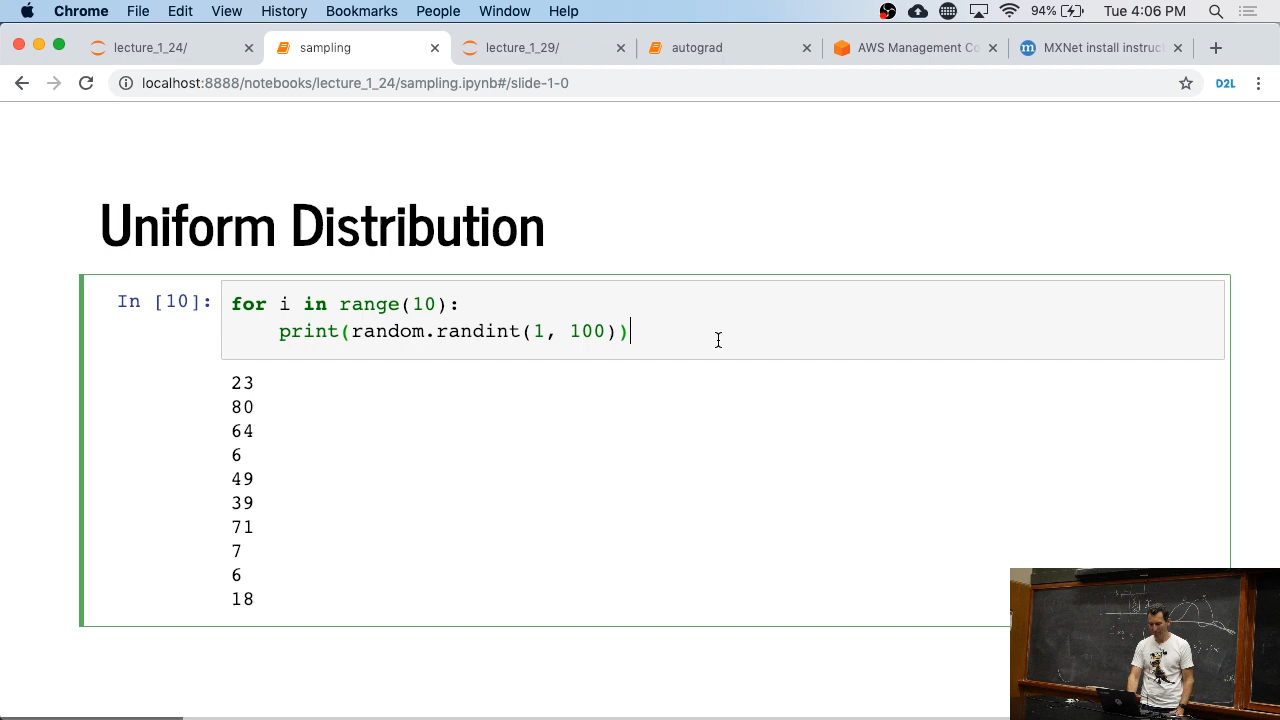 Chrome File Edit View History Bookmarks People Window Help 94% Tue 4:06 PM
lecture_1_24/ sampling lecture_1_29/ autograd AWS Management Co MXNet install instruc
localhost:8888/notebooks/lecture_1_24/sampling.ipynb#/slide-1-0 D2L
Uniform Distribution
In [10]: for i in range(10):
print(random.randint(1, 100))
23
80
64
6
49
39
71
7
6
18